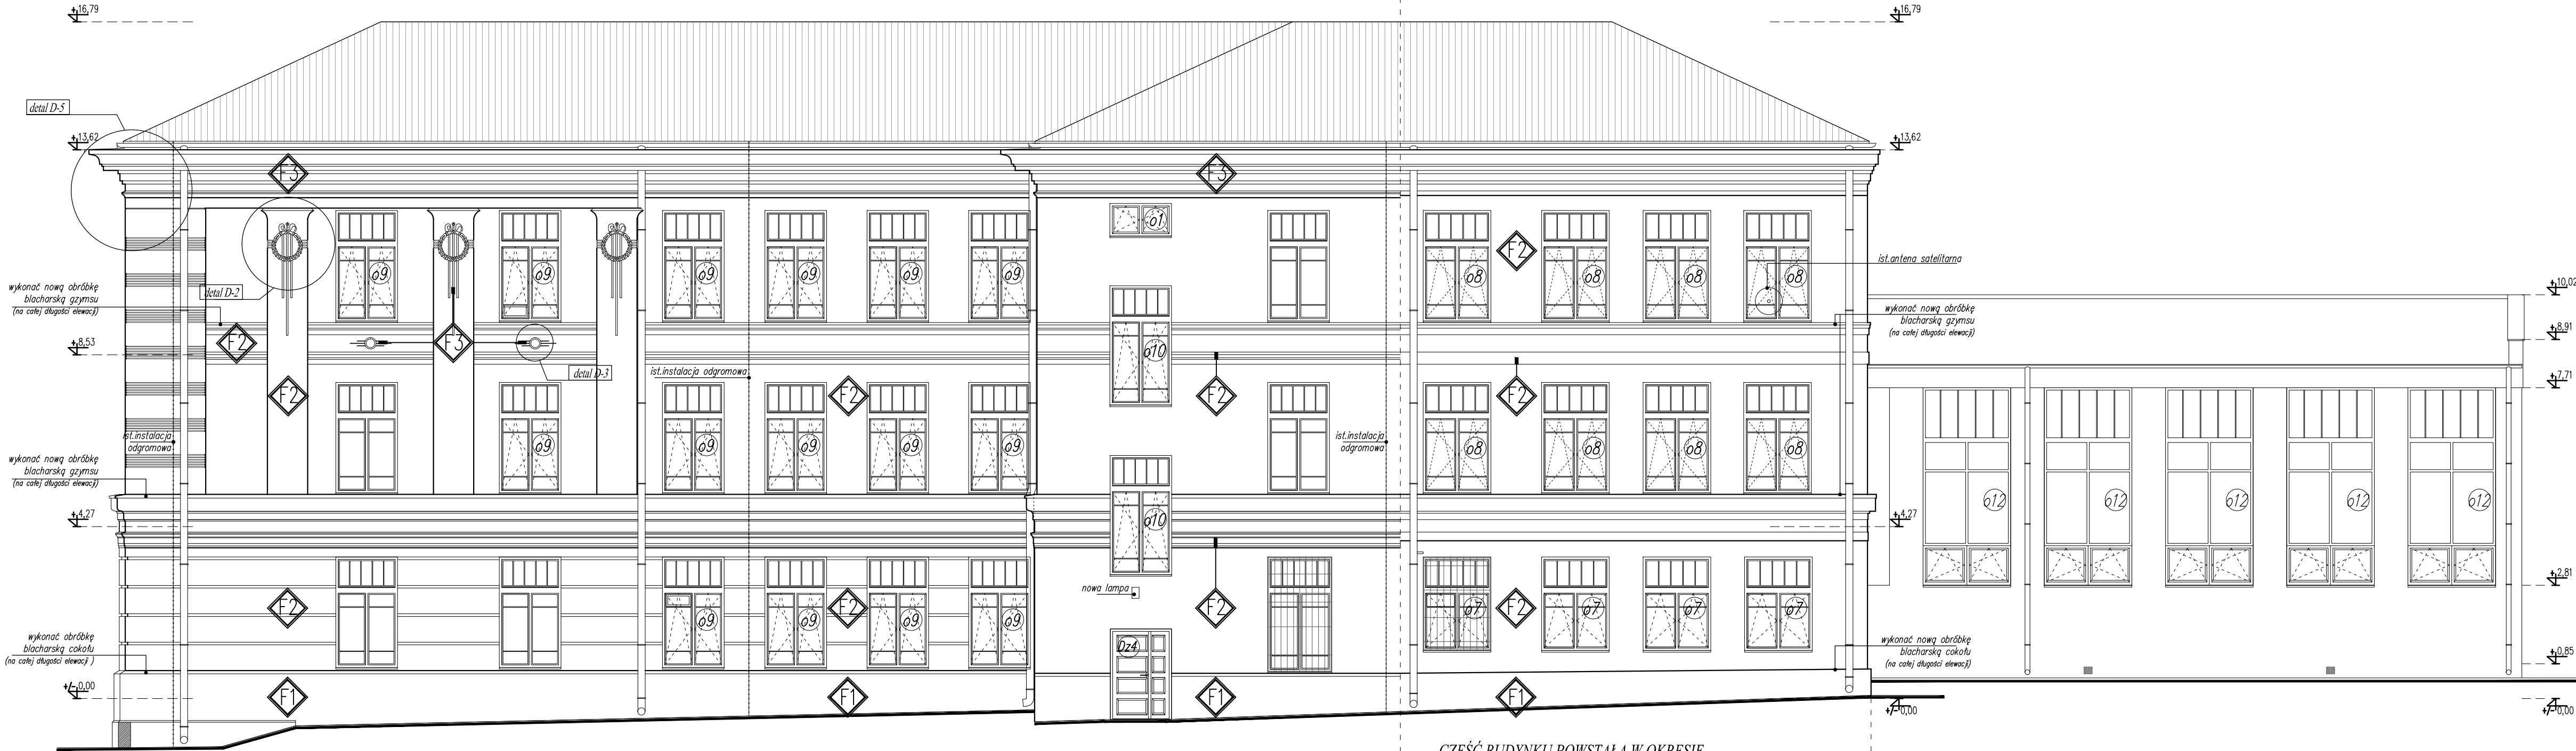 +16,79
+16,79
detal D-5
+13,62
+13,62
F3
F3
o1
F2
o9
o9
o9
o9
o9
o9
o8
o8
o8
o8
ist.antena satelitarna
detal D-2
wykonać nową obróbkę
blacharską gzymsu
(na całej długości elewacji)
+10,02
wykonać nową obróbkę
blacharską gzymsu
(na całej długości elewacji)
+8,91
+8,53
F2
F3
o10
detal D-3
ist.instalacja odgromowa
+7,71
F2
F2
F2
F2
ist.instalacja
odgromowa
ist.instalacja
odgromowa
o9
o9
o9
o9
o9
o8
o8
o8
o8
wykonać nową obróbkę
blacharską gzymsu
(na całej długości elewacji)
o12
o12
o12
o12
o12
+4,27
o10
+4,27
+2,81
nowa lampa
F2
F2
F2
F2
o9
o9
o9
o9
o7
o7
o7
o7
wykonać obróbkę
blacharską cokołu
(na całej długości elewacji )
Dz4
wykonać nową obróbkę
blacharską cokołu
(na całej długości elewacji)
+0,85
+/-0,00
F1
F1
F1
F1
+/-0,00
+/-0,00
CZĘŚĆ BUDYNKU POWSTAŁA W OKRESIE